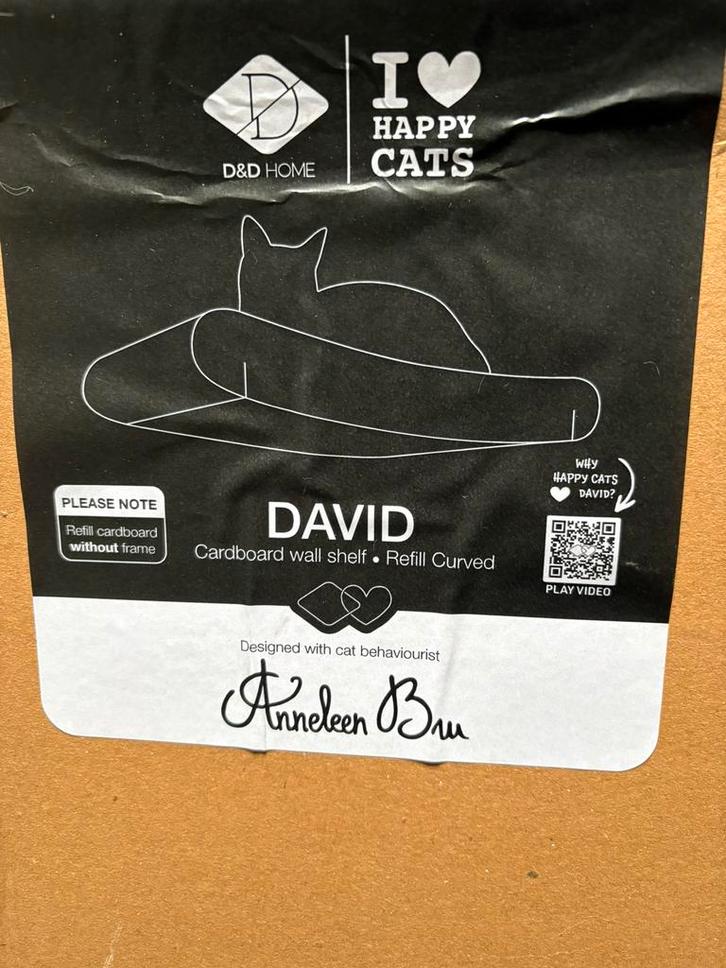 D
D&D HOME
I ♥
HAPPY
CATS
WHY
HAPPY CATS
♥ DAVID?
PLEASE NOTE
Refill cardboard
without frame
DAVID
Cardboard wall shelf • Refill Curved
PLAY VIDEO
Designed with cat behaviourist
Anneleen Bru